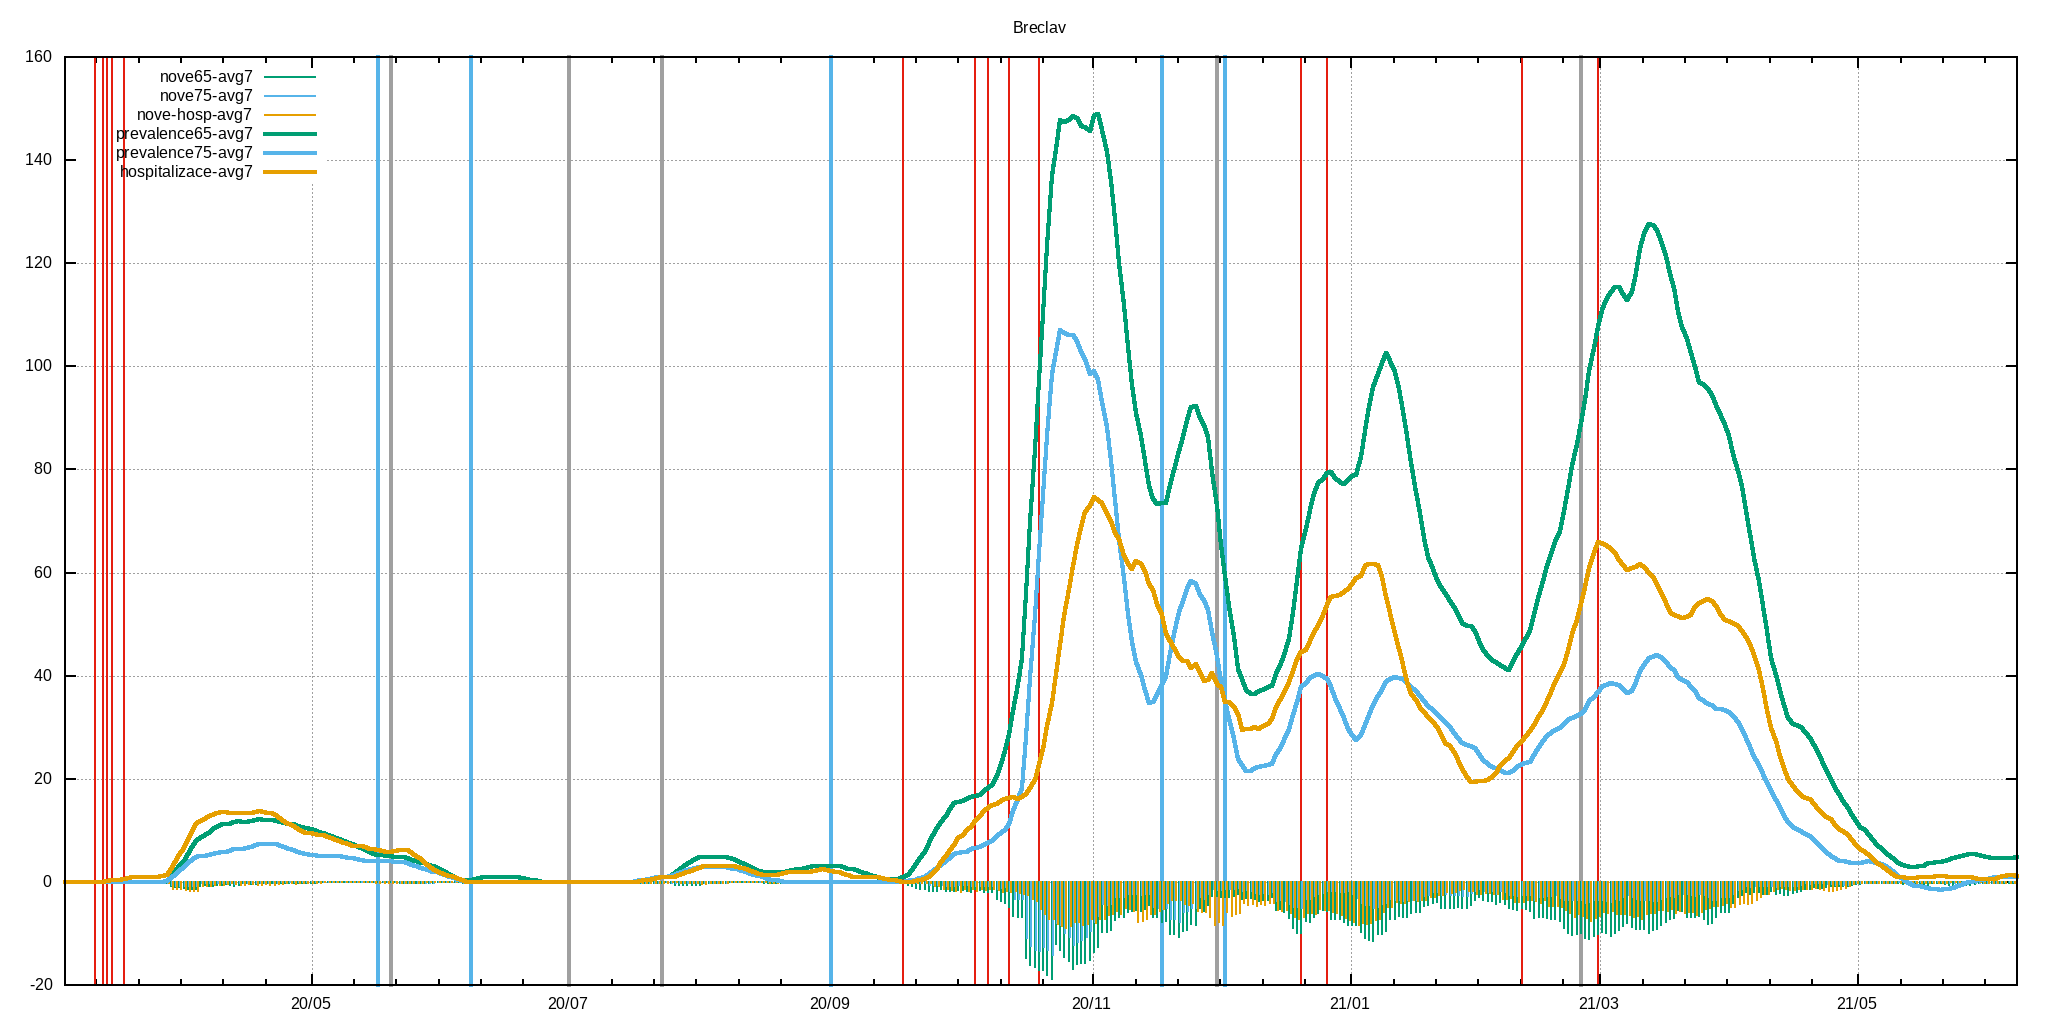 Breclav
160
140
120
100
80
60
40
20
0
-20
nove65-avg7
nove75-avg7
nove-hosp-avg7
prevalence65-avg7
prevalence75-avg7
hospitalizace-avg7
20/05
20/07
20/09
20/11
21/01
21/03
21/05